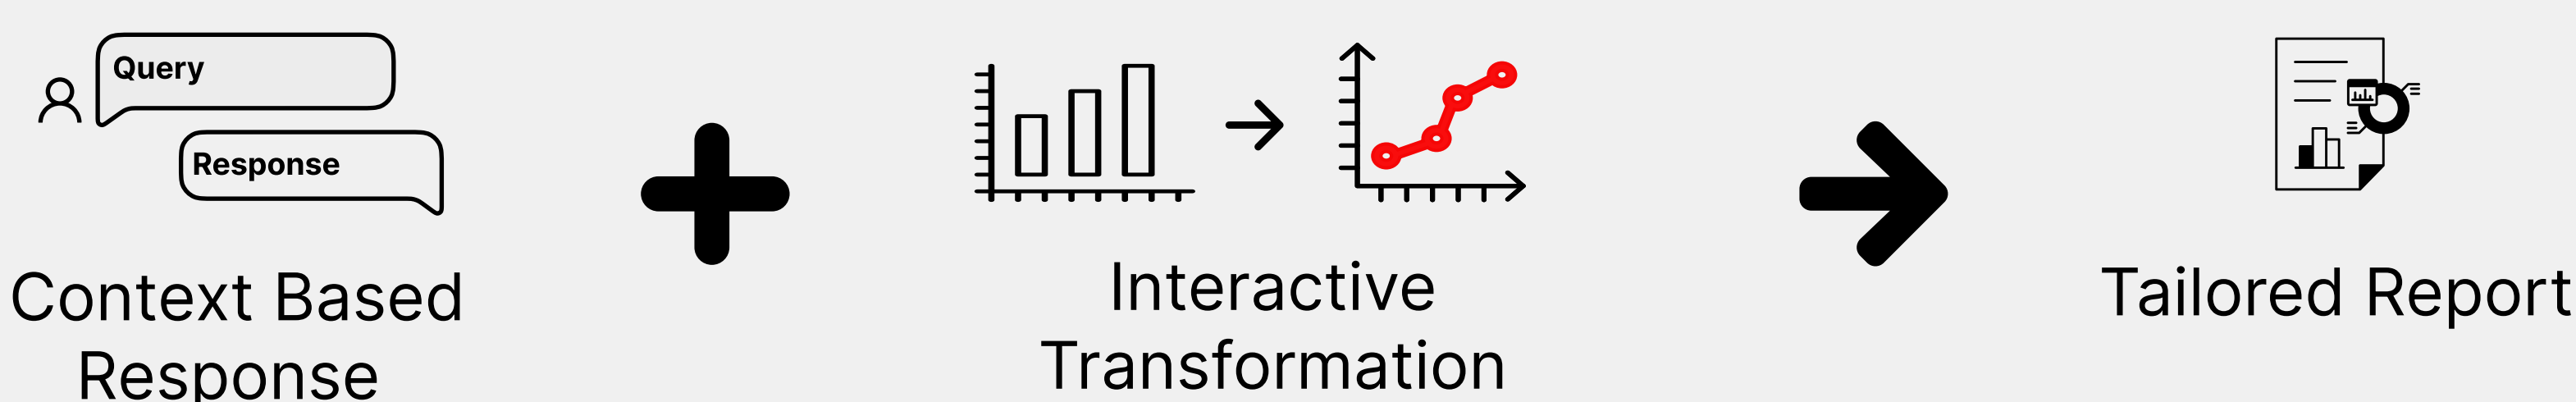 Query
Response
Context Based
Response
Interactive
Transformation
Tailored Report